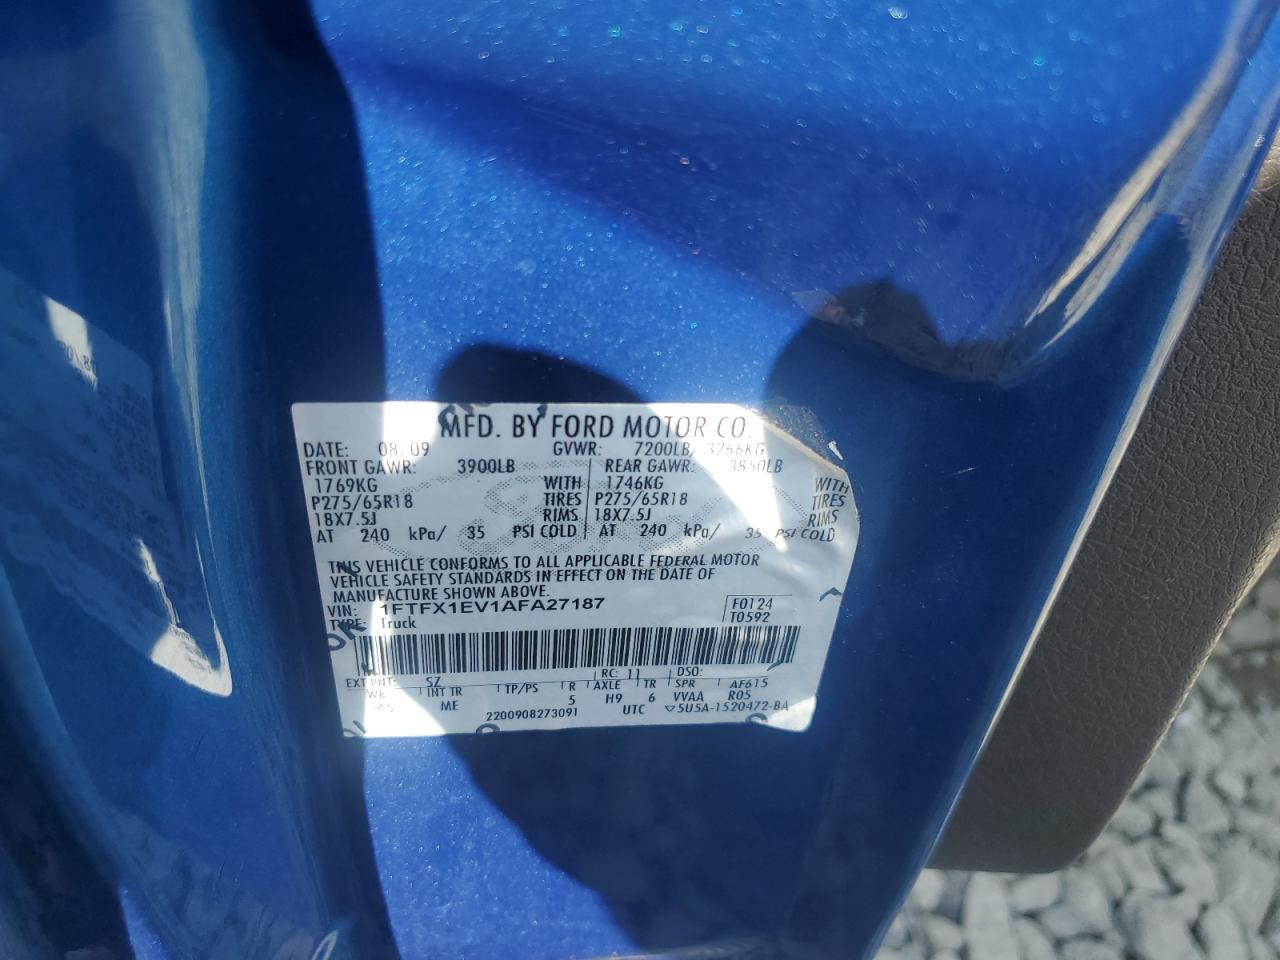 MFD. BY FORD MOTOR CO.
DATE: 08/09 GVWR: 7200LB/ 3266KG
FRONT GAWR: 3900LB REAR GAWR: 3850LB
1769KG WITH 1746KG WITH
P275/65R18 TIRES P275/65R18 TIRES
18X7.5J RIMS 18X7.5J RIMS
AT 240 kPa/ 35 PSI COLD AT 240 kPa/ 35 PSI COLD
THIS VEHICLE CONFORMS TO ALL APPLICABLE FEDERAL MOTOR
VEHICLE SAFETY STANDARDS IN EFFECT ON THE DATE OF
MANUFACTURE SHOWN ABOVE.
VIN: 1FTFX1EV1AFA27187 F0124
TYPE: Truck T0592
EXT PNT: SZ RC: 11 DSO:
WB INT TR TP/PS R AXLE TR SPR AF615
ME 5 H9 6 VVAA R05
2200908273091 UTC ▽5U5A-1520472-BA